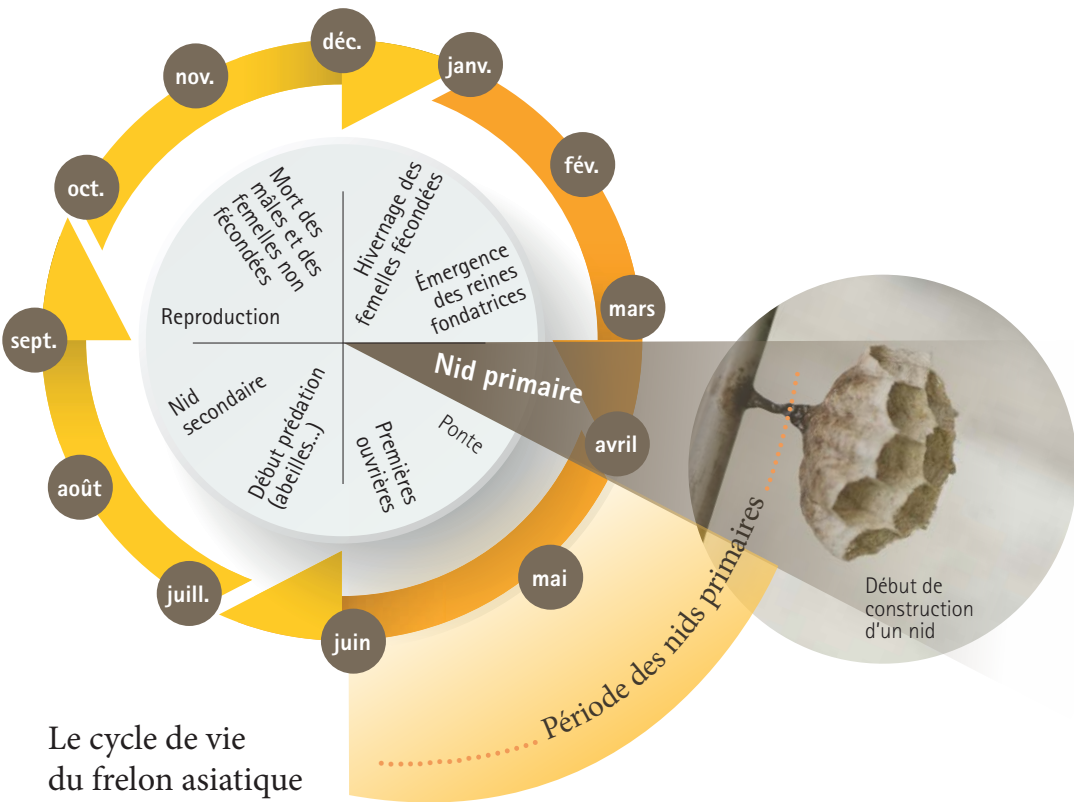 déc.
janv.
fév.
mars
avril
mai
juin
juill.
août
sept.
oct.
nov.
Hivernage des
femelles fécondées
Émergence
des reines
fondatrices
Nid primaire
Ponte
Premières
ouvrières
Début prédation
(abeilles...)
Nid
secondaire
Reproduction
Mort des
mâles et des
femelles non
fécondées
Période des nids primaires
Début de
construction
d'un nid
Le cycle de vie
du frelon asiatique